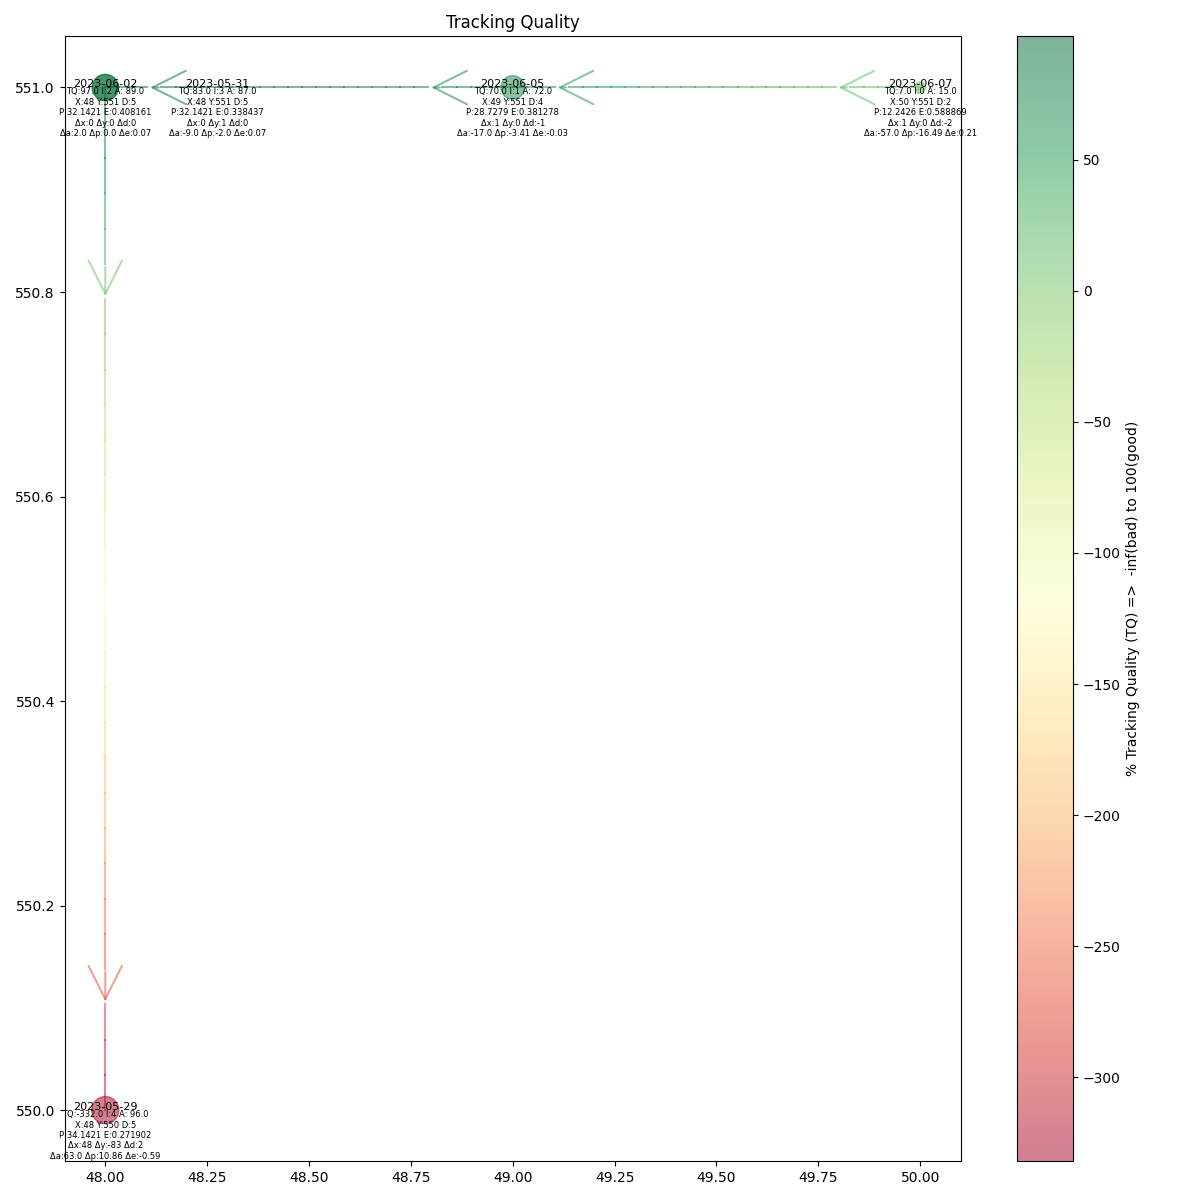 Tracking Quality
551.0
550.8
550.6
550.4
550.2
550.0
2023-06-02
TQ:97.0 I:2 A: 89.0
X:48 Y:551 D:5
P:32.1421 E:0.408161
Δx:0 Δy:0 Δd:0
Δa:2.0 Δp:0.0 Δe:0.07
2023-05-31
TQ:83.0 I:3 A: 87.0
X:48 Y:551 D:5
P:32.1421 E:0.338437
Δx:0 Δy:1 Δd:0
Δa:-9.0 Δp:-2.0 Δe:0.07
2023-06-05
TQ:70.0 I:1 A: 72.0
X:49 Y:551 D:4
P:28.7279 E:0.381278
Δx:1 Δy:0 Δd:-1
Δa:-17.0 Δp:-3.41 Δe:-0.03
2023-06-07
TQ:7.0 I:0 A: 15.0
X:50 Y:551 D:2
P:12.2426 E:0.588869
Δx:1 Δy:0 Δd:-2
Δa:-57.0 Δp:-16.49 Δe:0.21
2023-05-29
TQ:-332.0 I:4 A: 96.0
X:48 Y:550 D:5
P:34.1421 E:0.271902
Δx:48 Δy:-83 Δd:2
Δa:63.0 Δp:10.86 Δe:-0.59
48.00 48.25 48.50 48.75 49.00 49.25 49.50 49.75 50.00
50
0
−50
−100
−150
−200
−250
−300
% Tracking Quality (TQ) => -inf(bad) to 100(good)